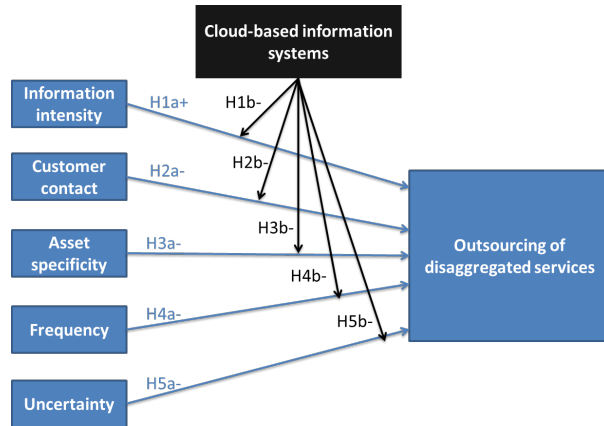 Cloud-based information
systems
Information
intensity
H1a+
H1b-
Customer
contact
H2a-
H2b-
Asset
specificity
H3a-
H3b-
Outsourcing of
disaggregated services
Frequency
H4a-
H4b-
Uncertainty
H5a-
H5b-